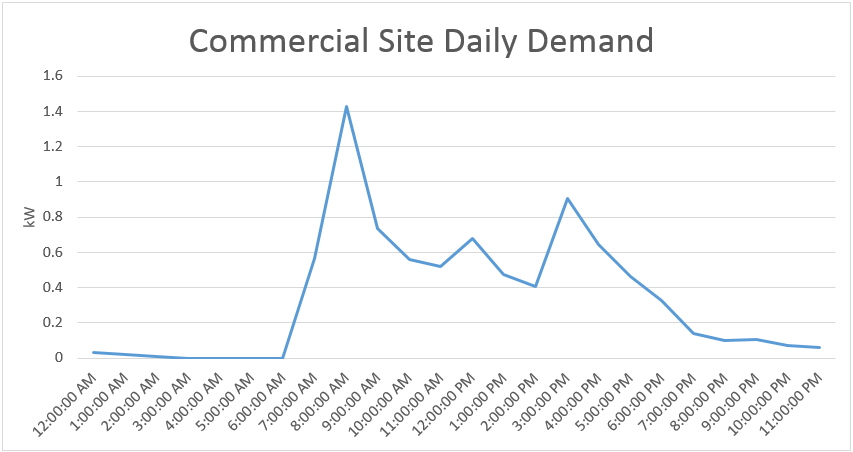 Commercial Site Daily Demand
1.6
1.4
1.2
1
0.8
0.6
0.4
0.2
0
kW
12:00:00 AM
1:00:00 AM
2:00:00 AM
3:00:00 AM
4:00:00 AM
5:00:00 AM
6:00:00 AM
7:00:00 AM
8:00:00 AM
9:00:00 AM
10:00:00 AM
11:00:00 AM
12:00:00 PM
1:00:00 PM
2:00:00 PM
3:00:00 PM
4:00:00 PM
5:00:00 PM
6:00:00 PM
7:00:00 PM
8:00:00 PM
9:00:00 PM
10:00:00 PM
11:00:00 PM